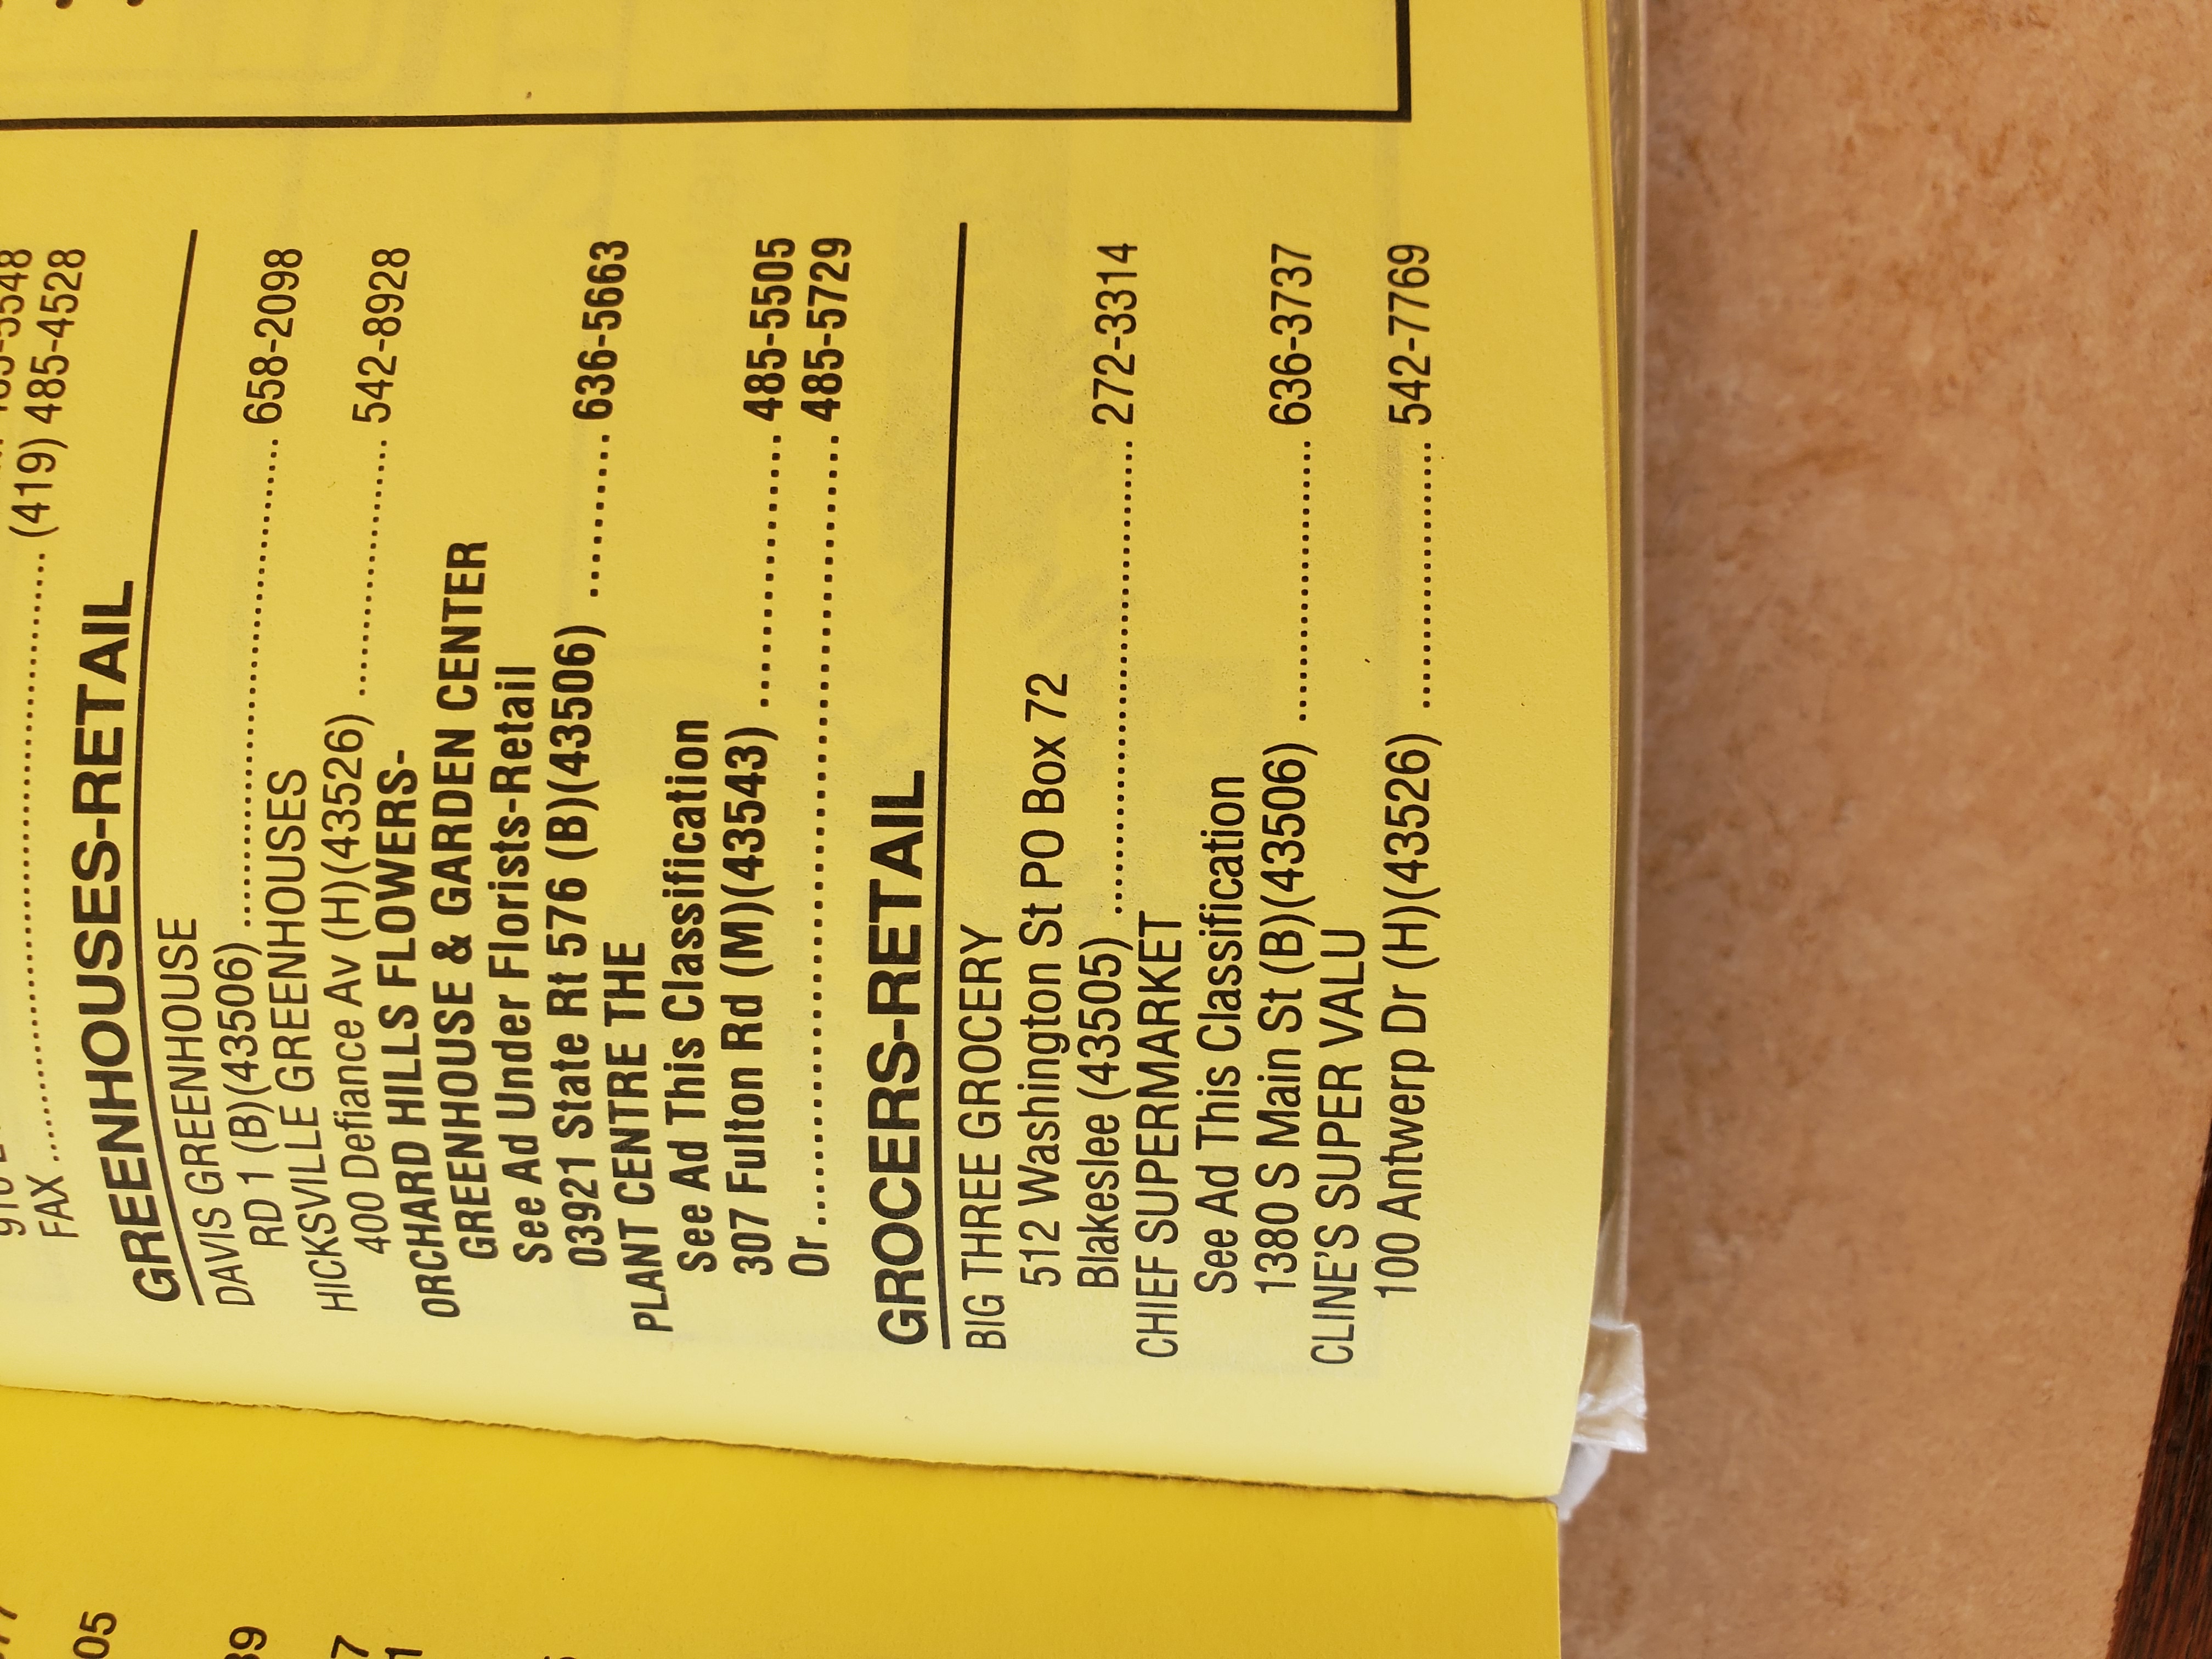 FAX .......... (419) 485-4528
GREENHOUSES-RETAIL
DAVIS GREENHOUSE
RD 1 (B)(43506) .......... 658-2098
HICKSVILLE GREENHOUSES
400 Defiance Av (H)(43526) .......... 542-8928
ORCHARD HILLS FLOWERS-
GREENHOUSE & GARDEN CENTER
See Ad Under Florists-Retail
03921 State Rt 576 (B)(43506) .......... 636-5663
PLANT CENTRE THE
See Ad This Classification
307 Fulton Rd (M)(43543) .......... 485-5505
Or .......... 485-5729
GROCERS-RETAIL
BIG THREE GROCERY
512 Washington St PO Box 72
Blakeslee (43505) .......... 272-3314
CHIEF SUPERMARKET
See Ad This Classification
1380 S Main St (B)(43506) .......... 636-3737
CLINE'S SUPER VALU
100 Antwerp Dr (H)(43526) .......... 542-7769